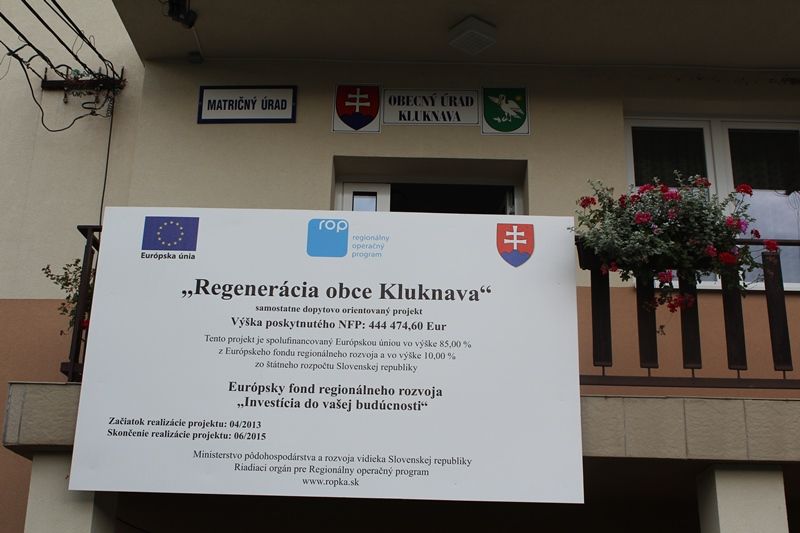 MATRIČNÝ ÚRAD
OBECNÝ ÚRAD
KLUKNAVA
Európska únia
rop
regionálny
operačný
program
„Regenerácia obce Kluknava“
samostatne dopytovo orientovaný projekt
Výška poskytnutého NFP: 444 474,60 Eur
Tento projekt je spolufinancovaný Európskou úniou vo výške 85,00 %
z Európskeho fondu regionálneho rozvoja a vo výške 10,00 %
zo štátneho rozpočtu Slovenskej republiky
Európsky fond regionálneho rozvoja
„Investícia do vašej budúcnosti“
Začiatok realizácie projektu: 04/2013
Skončenie realizácie projektu: 06/2015
Ministerstvo pôdohospodárstva a rozvoja vidieka Slovenskej republiky
Riadiaci orgán pre Regionálny operačný program
www.ropka.sk